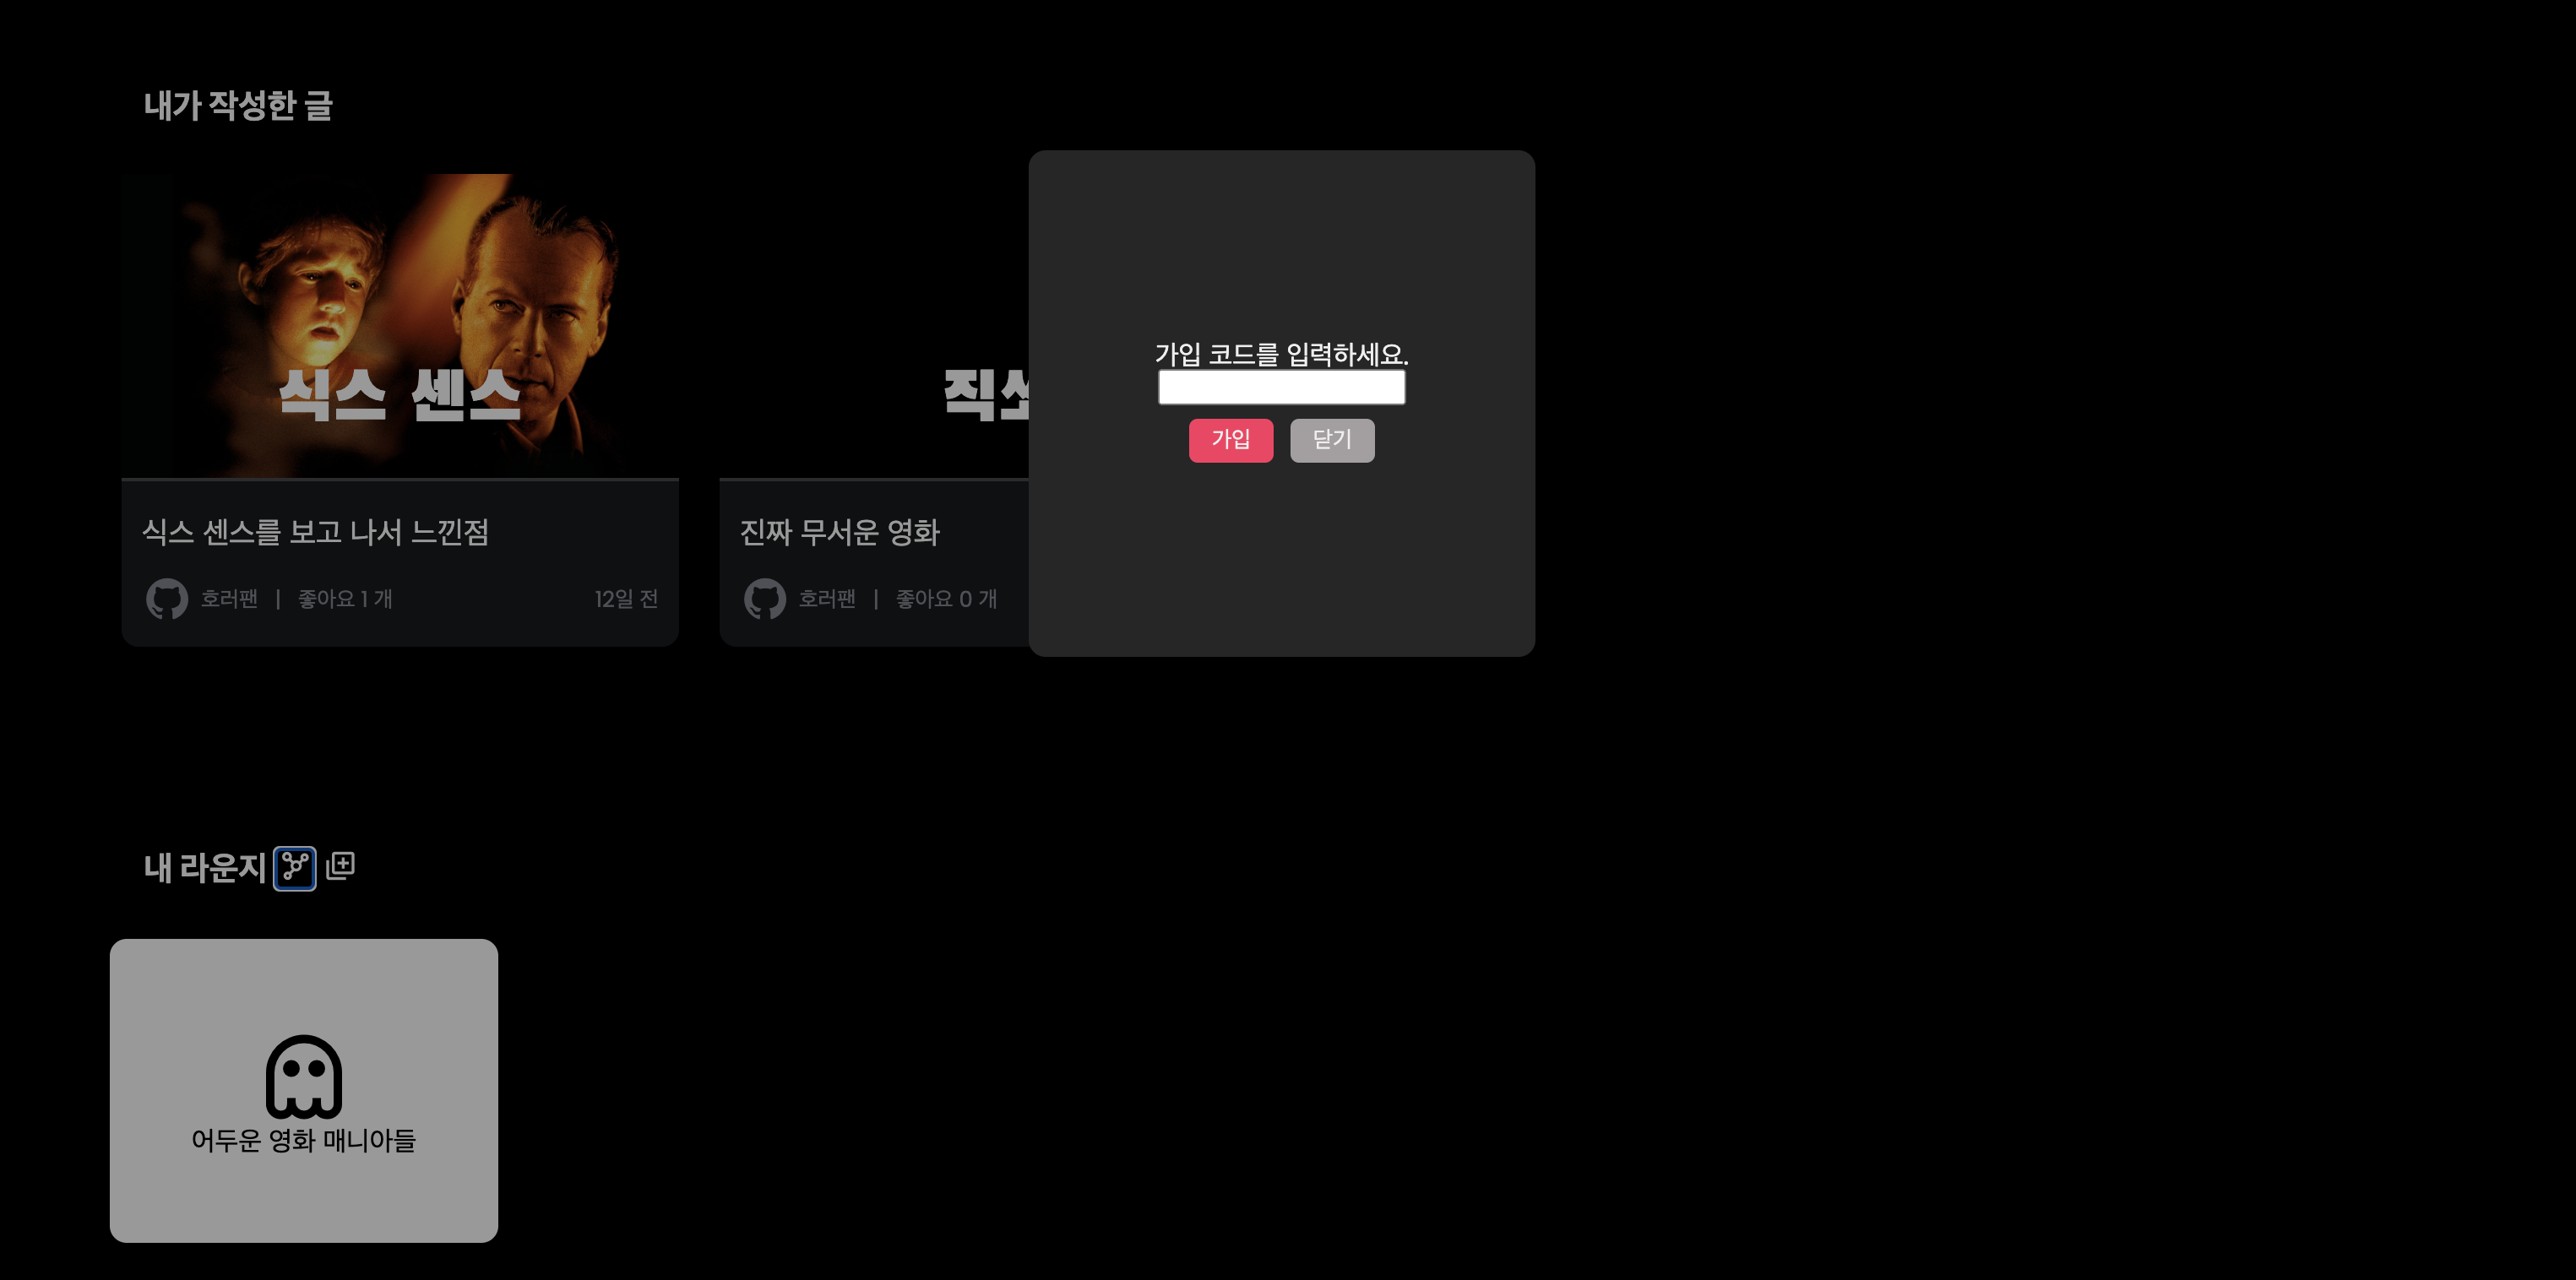 내가 작성한 글
식스 센스
식스 센스를 보고 나서 느낀점
호러팬 | 좋아요 1 개 12일 전
진짜 무서운 영화
호러팬 | 좋아요 0 개
가입 코드를 입력하세요.
가입 닫기
내 라운지
어두운 영화 매니아들